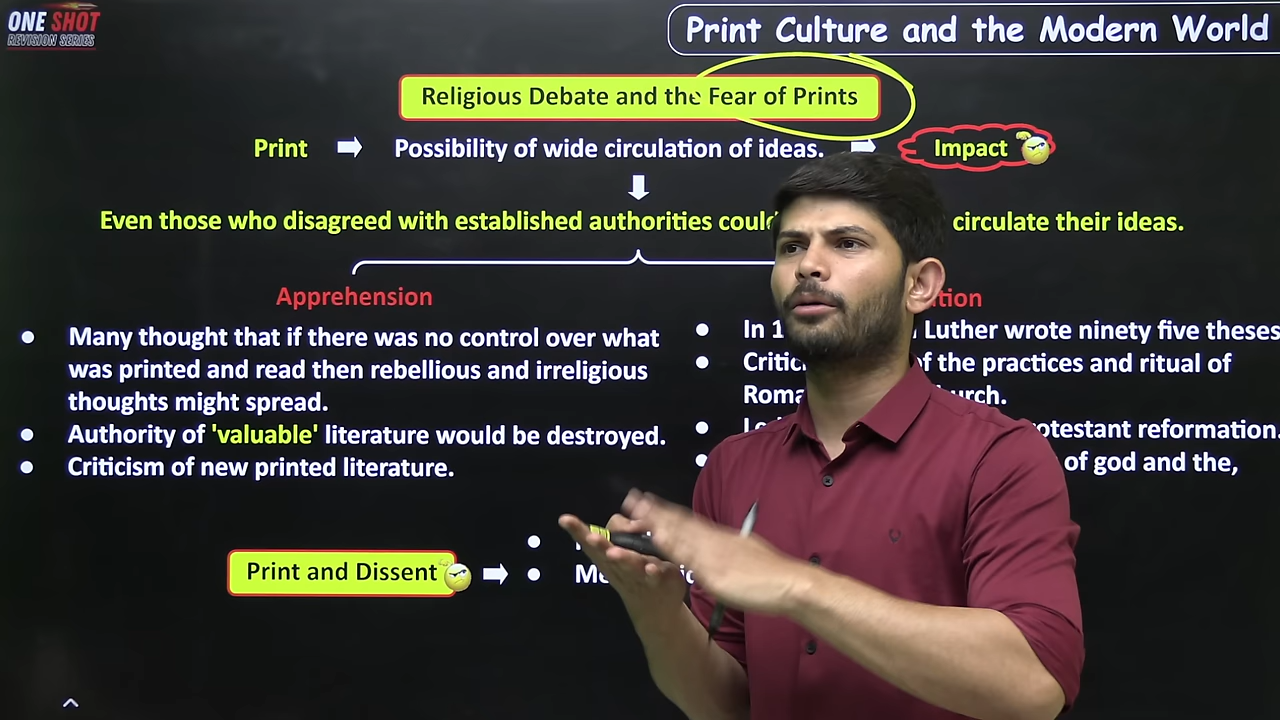 ONE SHOT
REVISION SERIES
Print Culture and the Modern World
Religious Debate and the Fear of Prints
Print Possibility of wide circulation of ideas. Impact
Even those who disagreed with established authorities could circulate their ideas.
Apprehension
Many thought that if there was no control over what
was printed and read then rebellious and irreligious
thoughts might spread.
Authority of 'valuable' literature would be destroyed.
Criticism of new printed literature.
In Luther wrote ninety five theses
of the practices and ritual of
of god and the,
Print and Dissent